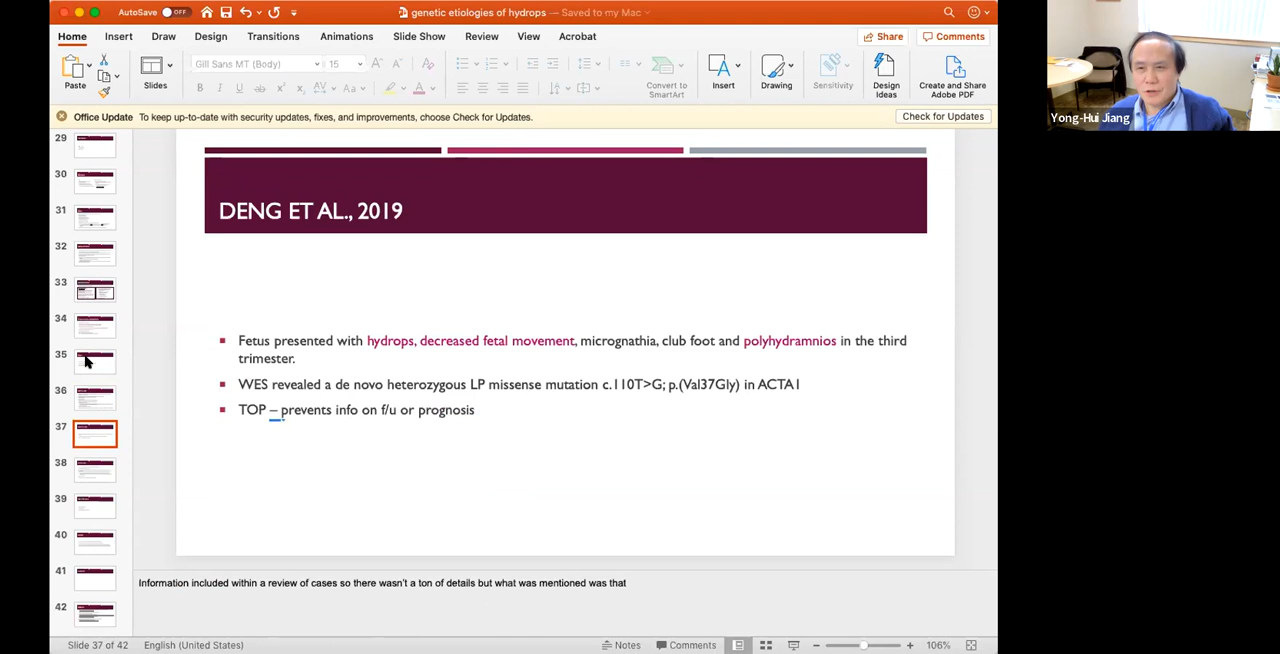 AutoSave OFF
genetic etiologies of hydrops — Saved to my Mac
Home Insert Draw Design Transitions Animations Slide Show Review View Acrobat Share Comments
Paste Slides Gill Sans MT (Body) 15 Convert to SmartArt Insert Drawing Sensitivity Design Ideas Create and Share Adobe PDF
Office Update To keep up-to-date with security updates, fixes, and improvements, choose Check for Updates. Check for Updates
Yong-Hui Jiang
29
30
31
32
33
34
35
36
37
38
39
40
41
42
DENG ET AL., 2019
Fetus presented with hydrops, decreased fetal movement, micrognathia, club foot and polyhydramnios in the third
trimester.
WES revealed a de novo heterozygous LP missense mutation c.110T>G; p.(Val37Gly) in ACTA1
TOP – prevents info on f/u or prognosis
Information included within a review of cases so there wasn't a ton of details but what was mentioned was that
Slide 37 of 42 English (United States) Notes Comments 106%